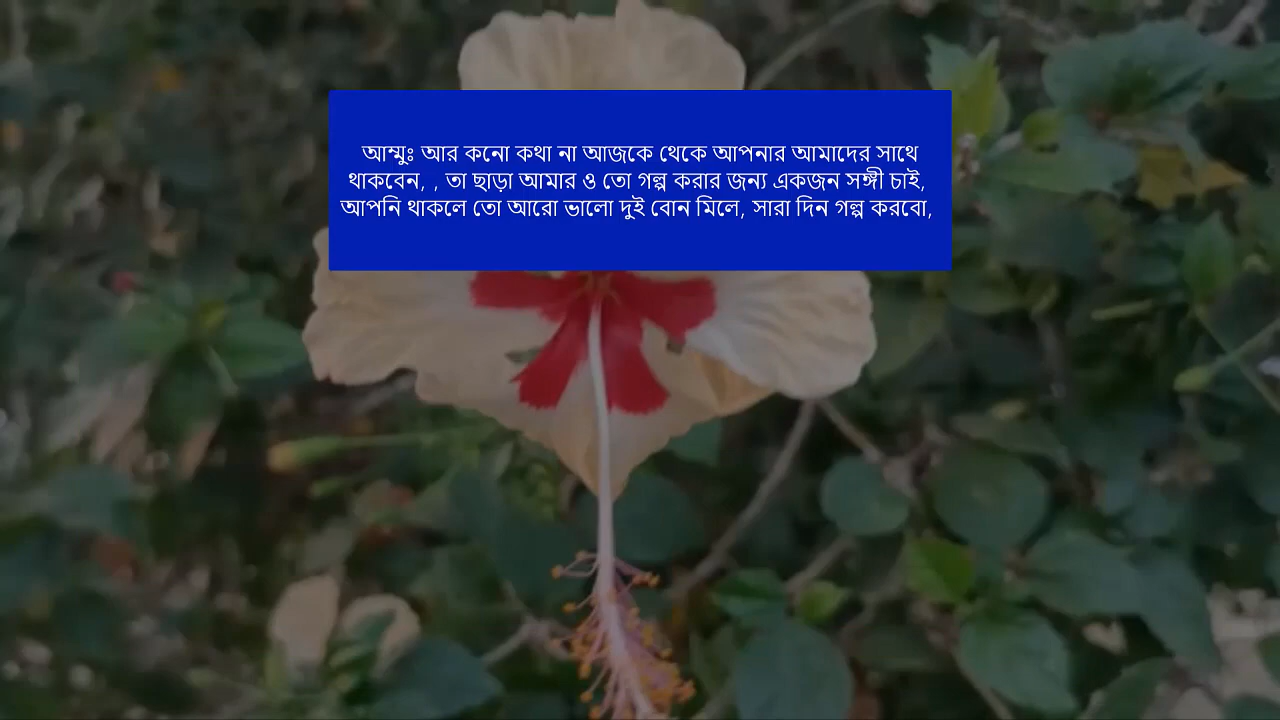 আম্মুঃ আর কনো কথা না আজকে থেকে আপনার আমাদের সাথে
থাকবেন, , তা ছাড়া আমার ও তো গল্প করার জন্য একজন সঙ্গী চাই,
আপনি থাকলে তো আরো ভালো দুই বোন মিলে, সারা দিন গল্প করবো,